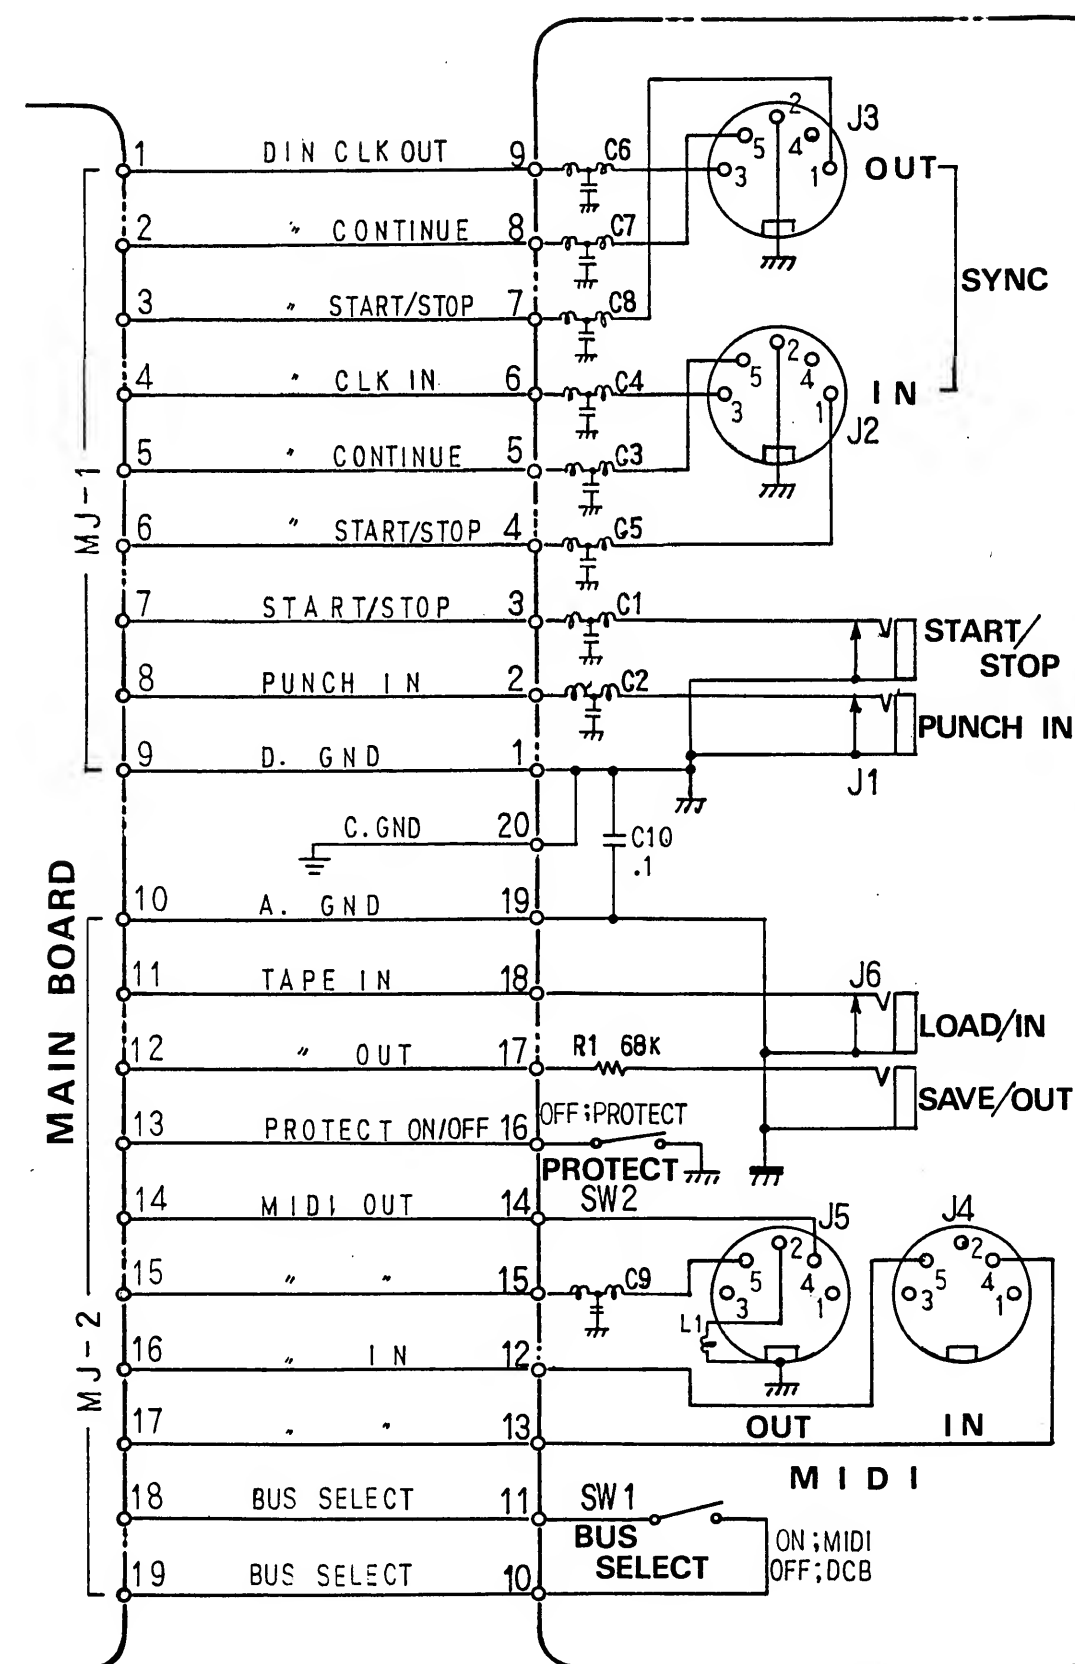 J3
2
5 4
3 1
OUT
SYNC
1 DIN CLK OUT 9 C6
2 " CONTINUE 8 C7
3 " START/STOP 7 C8
4 " CLK IN 6 C4
2
5 4
3 1
IN
J2
5 " CONTINUE 5 C3
6 " START/STOP 4 C5
MJ-1
7 START/STOP 3 C1
START/
STOP
8 PUNCH IN 2 C2
PUNCH IN
J1
9 D. GND 1
C.GND 20
C10
.1
MAIN BOARD
10 A. GND 19
11 TAPE IN 18
J6
LOAD/IN
12 " OUT 17 R1 68K
SAVE/OUT
13 PROTECT ON/OFF 16 OFF;PROTECT
PROTECT
SW2
14 MIDI OUT 14
J5 J4
2
5 4
3 1
2
5 4
3 1
15 " " 15 C9
L1
MJ-2
16 " IN 12
17 " " 13
OUT IN
MIDI
18 BUS SELECT 11 SW1
BUS
SELECT
ON;MIDI
OFF;DCB
19 BUS SELECT 10